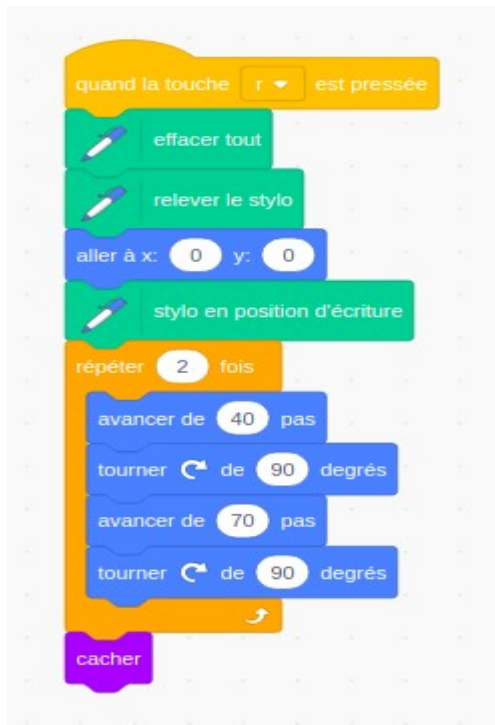 quand la touche r est pressée
effacer tout
relever le stylo
aller à x: 0 y: 0
stylo en position d'écriture
répéter 2 fois
avancer de 40 pas
tourner de 90 degrés
avancer de 70 pas
tourner de 90 degrés
cacher